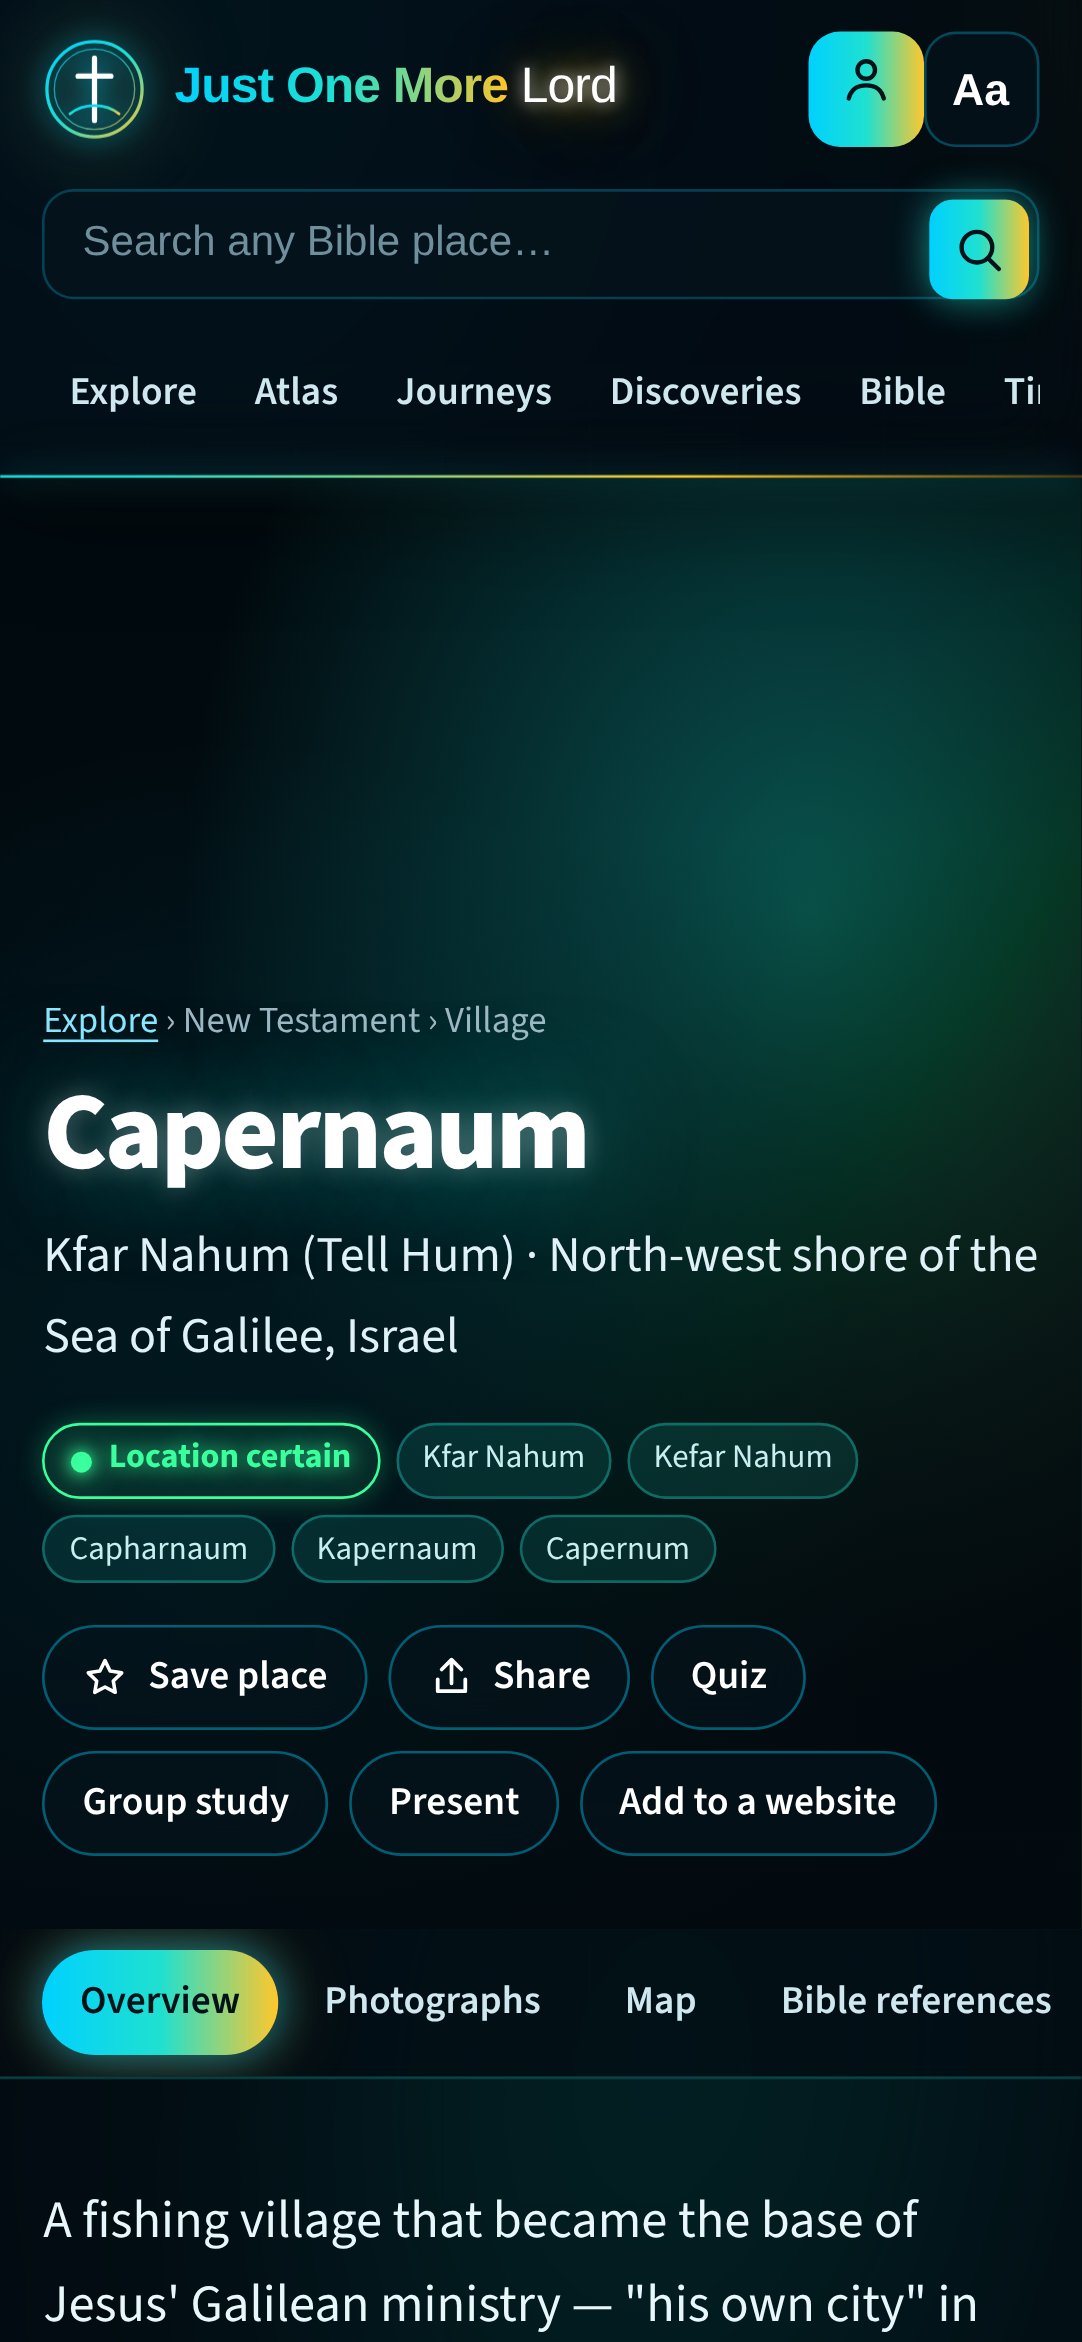 Just One More Lord
Aa
Search any Bible place…
Explore Atlas Journeys Discoveries Bible
Explore › New Testament › Village
Capernaum
Kfar Nahum (Tell Hum) · North-west shore of the
Sea of Galilee, Israel
Location certain Kfar Nahum Kefar Nahum
Capharnaum Kapernaum Capernum
Save place Share Quiz
Group study Present Add to a website
Overview Photographs Map Bible references
A fishing village that became the base of
Jesus' Galilean ministry — "his own city" in